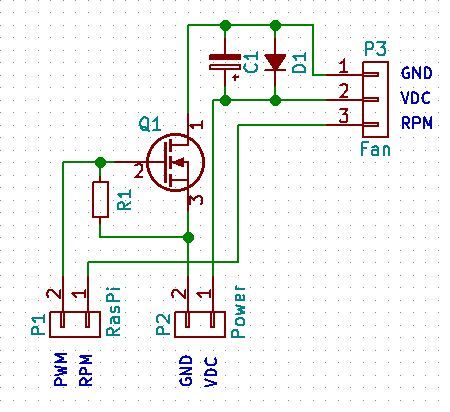 P3
C1
+
D1
1
GND
2
VDC
3
RPM
Fan
Q1
1
2
3
R1
2
1
P1
RasPi
PWM
RPM
2
1
P2
Power
GND
VDC